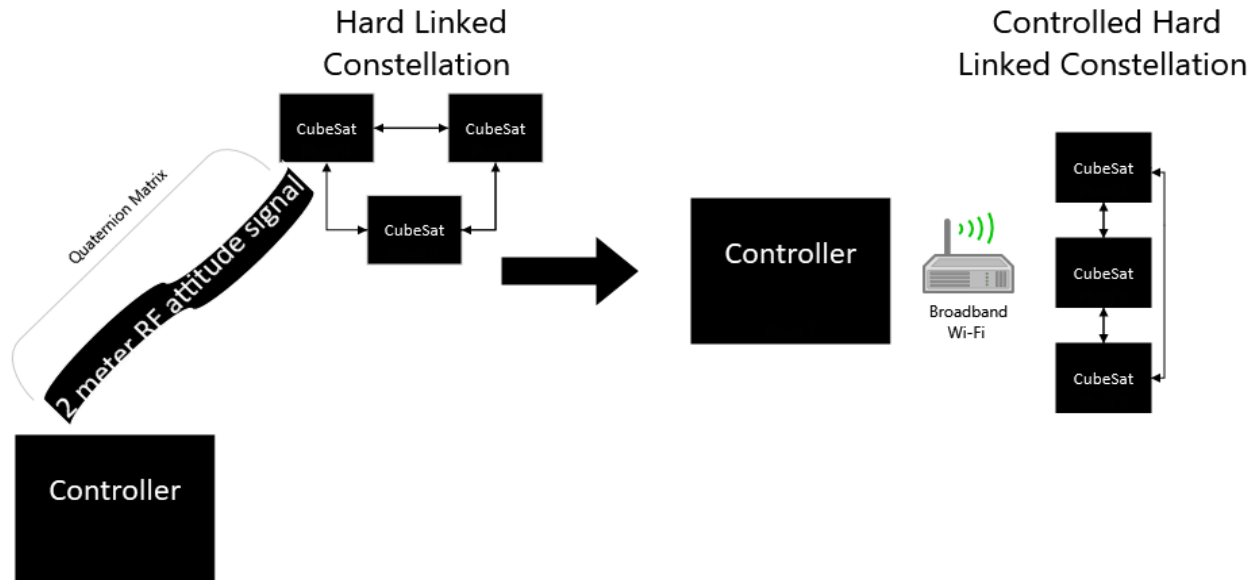 Hard Linked
Constellation
CubeSat
CubeSat
CubeSat
Quaternion Matrix
2 meter RF attitude signal
Controller
Controlled Hard
Linked Constellation
Controller
Broadband
Wi-Fi
CubeSat
CubeSat
CubeSat